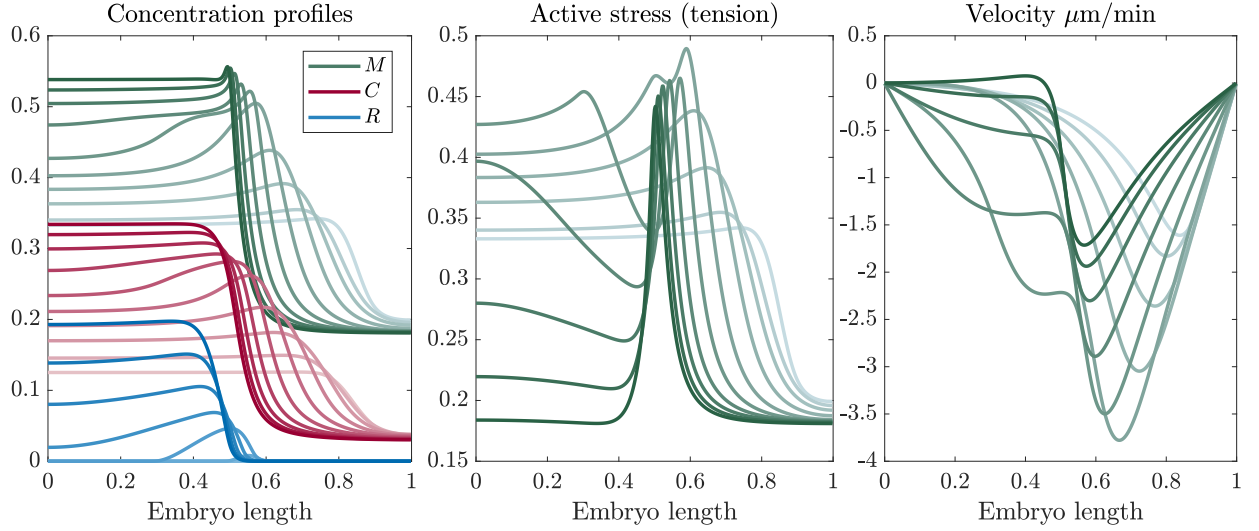 Concentration profiles
0.6
0.5
0.4
0.3
0.2
0.1
0
0 0.2 0.4 0.6 0.8 1
Embryo length
M
C
R
Active stress (tension)
0.5
0.45
0.4
0.35
0.3
0.25
0.2
0.15
0 0.2 0.4 0.6 0.8 1
Embryo length
Velocity μm/min
0.5
0
-0.5
-1
-1.5
-2
-2.5
-3
-3.5
-4
0 0.2 0.4 0.6 0.8 1
Embryo length